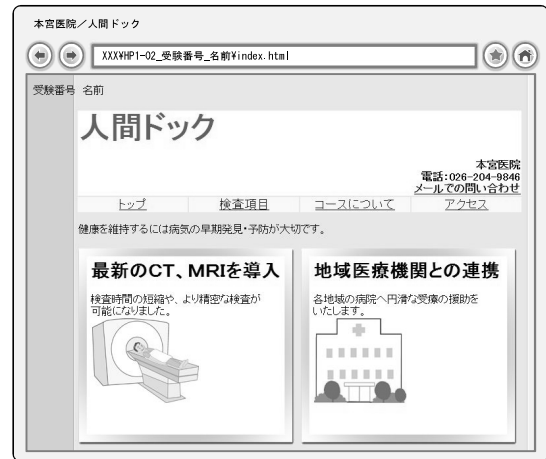 本宮医院／人間ドック
XXX¥HP1-02_受験番号_名前¥index.html
受験番号 名前
人間ドック
本宮医院
電話:026-204-9846
メールでの問い合わせ
トップ 検査項目 コースについて アクセス
健康を維持するには病気の早期発見・予防が大切です。
最新のCT、MRIを導入
検査時間の短縮や、より精密な検査が
可能になりました。
地域医療機関との連携
各地域の病院へ円滑な受療の援助を
いたします。